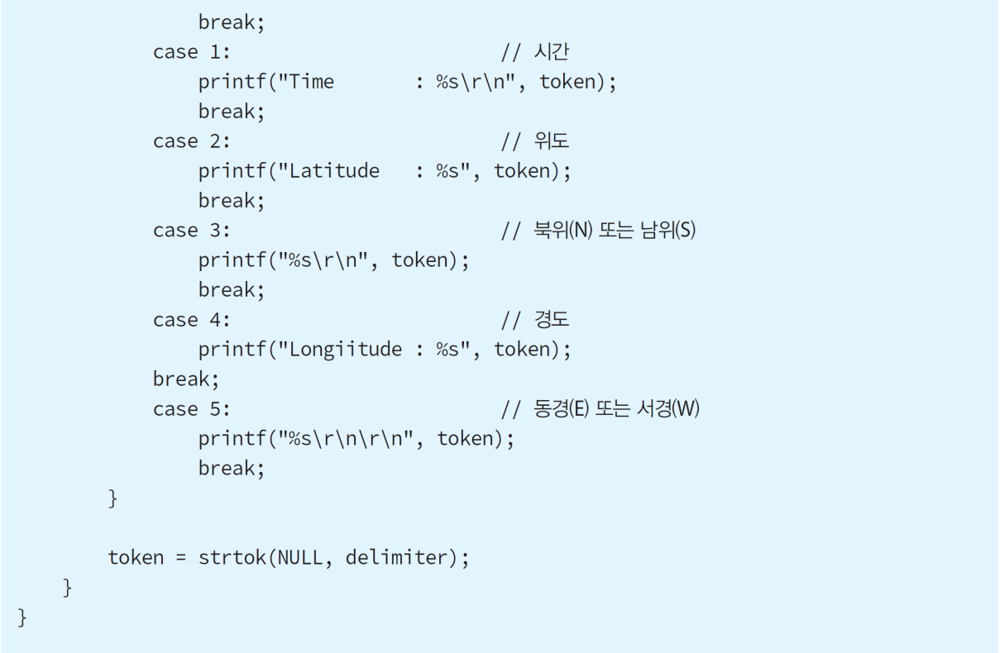 break;
            case 1:                        // 시간
                printf("Time       : %s\r\n", token);
                break;
            case 2:                        // 위도
                printf("Latitude   : %s", token);
                break;
            case 3:                        // 북위(N) 또는 남위(S)
                printf("%s\r\n", token);
                break;
            case 4:                        // 경도
                printf("Longiitude : %s", token);
            break;
            case 5:                        // 동경(E) 또는 서경(W)
                printf("%s\r\n\r\n", token);
                break;
        }
        token = strtok(NULL, delimiter);
    }
}